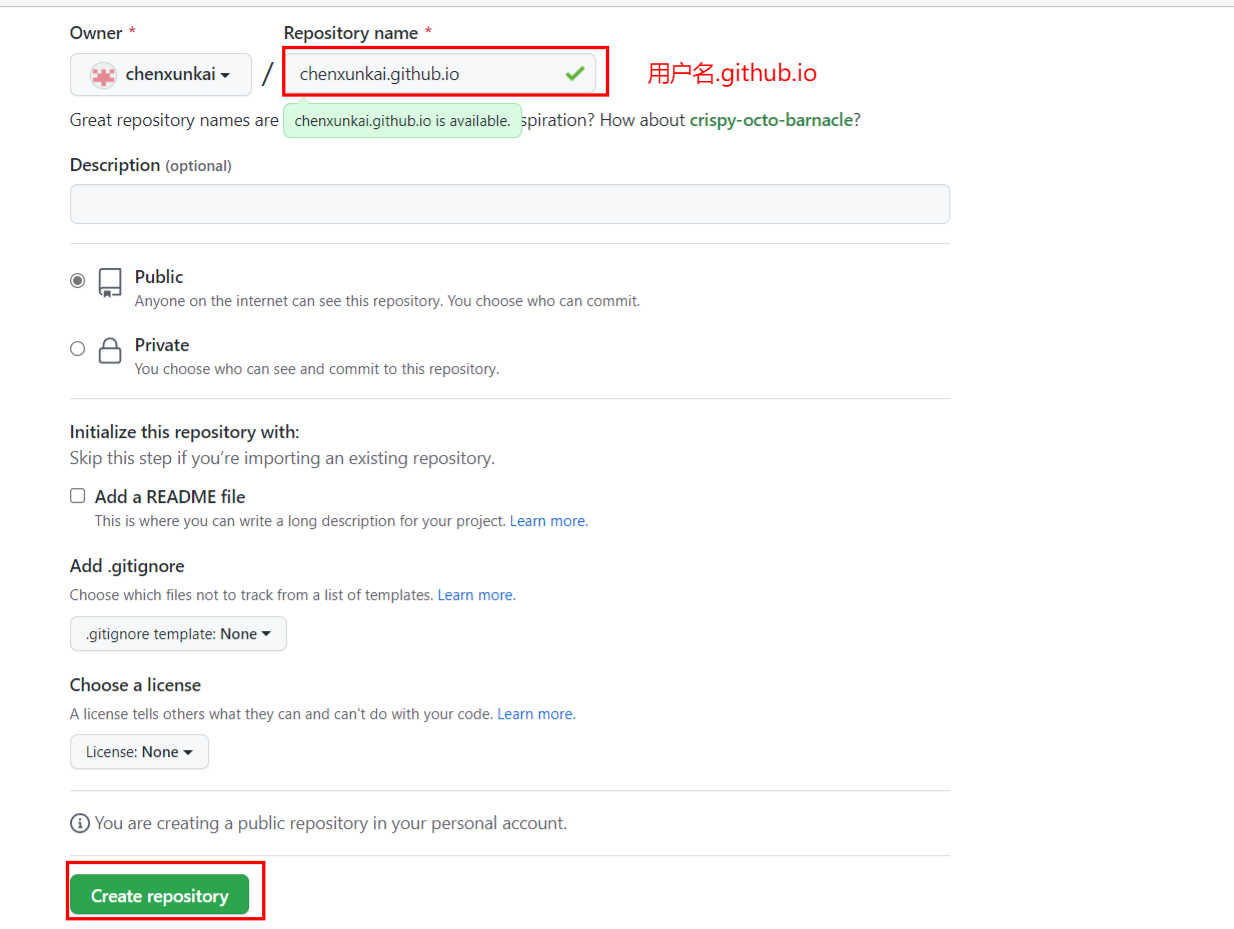 Owner * Repository name *
chenxunkai / chenxunkai.github.io 用户名.github.io
Great repository names are spiration? How about crispy-octo-barnacle?
chenxunkai.github.io is available.
Description (optional)
Public
Anyone on the internet can see this repository. You choose who can commit.
Private
You choose who can see and commit to this repository.
Initialize this repository with:
Skip this step if you're importing an existing repository.
Add a README file
This is where you can write a long description for your project. Learn more.
Add .gitignore
Choose which files not to track from a list of templates. Learn more.
.gitignore template: None
Choose a license
A license tells others what they can and can't do with your code. Learn more.
License: None
You are creating a public repository in your personal account.
Create repository